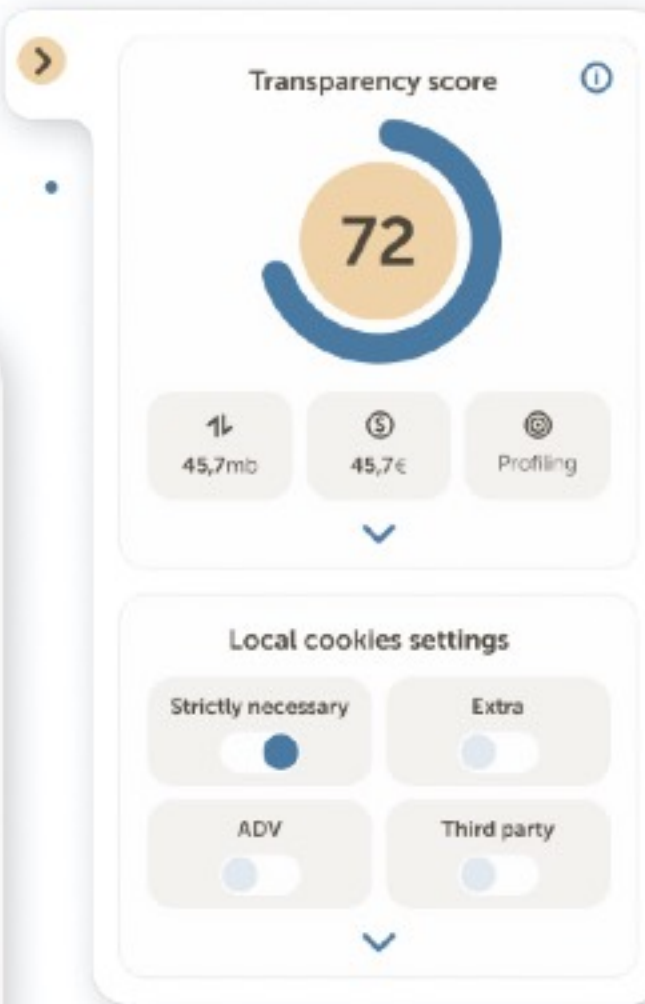 Transparency score
72
45,7mb
45,7€
Profiling
Local cookies settings
Strictly necessary
Extra
ADV
Third party